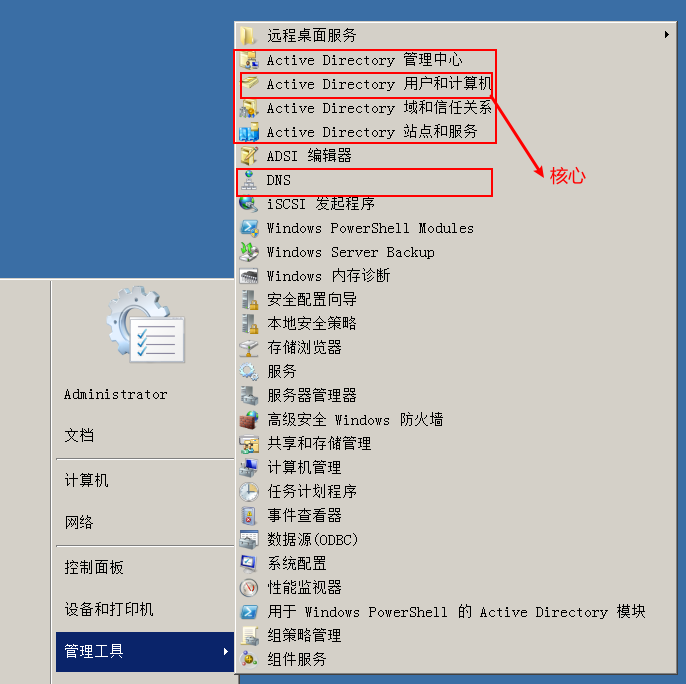 远程桌面服务
Active Directory 管理中心
Active Directory 用户和计算机
Active Directory 域和信任关系
Active Directory 站点和服务
ADSI 编辑器
核心
DNS
iSCSI 发起程序
Windows PowerShell Modules
Windows Server Backup
Windows 内存诊断
安全配置向导
本地安全策略
存储浏览器
服务
服务器管理器
高级安全 Windows 防火墙
共享和存储管理
计算机管理
任务计划程序
事件查看器
数据源(ODBC)
系统配置
性能监视器
用于 Windows PowerShell 的 Active Directory 模块
组策略管理
组件服务
Administrator
文档
计算机
网络
控制面板
设备和打印机
管理工具